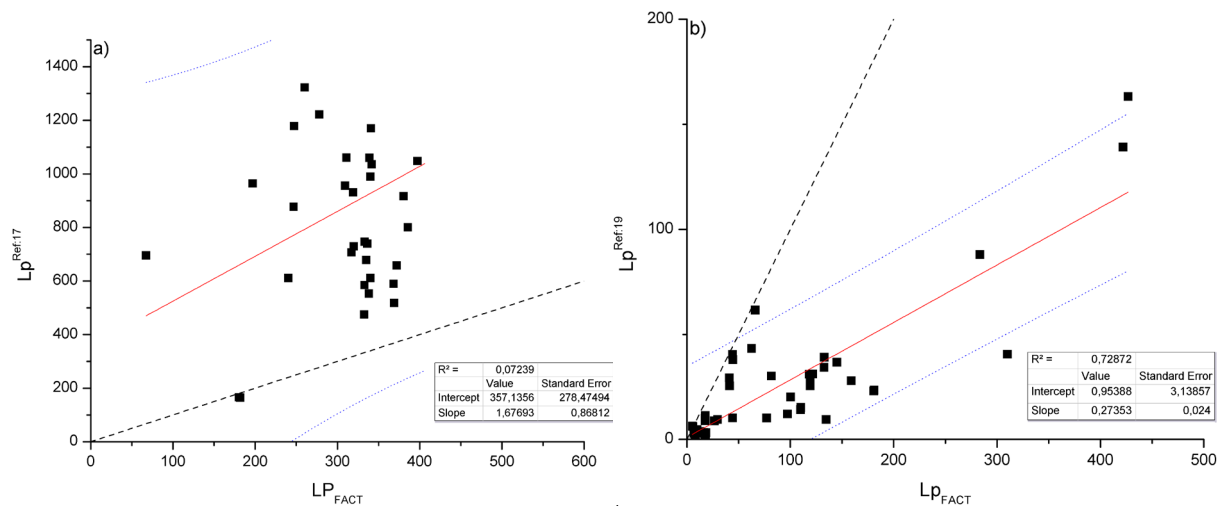 a)
1400
1200
1000
800
600
400
200
0
Lp Ref:17
0 100 200 300 400 500 600
LP FACT
R² = 0,07239
Value Standard Error
Intercept 357,1356 278,47494
Slope 1,67693 0,86812
b)
200
100
0
Lp Ref:19
0 100 200 300 400 500
Lp FACT
R² = 0,72872
Value Standard Error
Intercept 0,95388 3,13857
Slope 0,27353 0,024